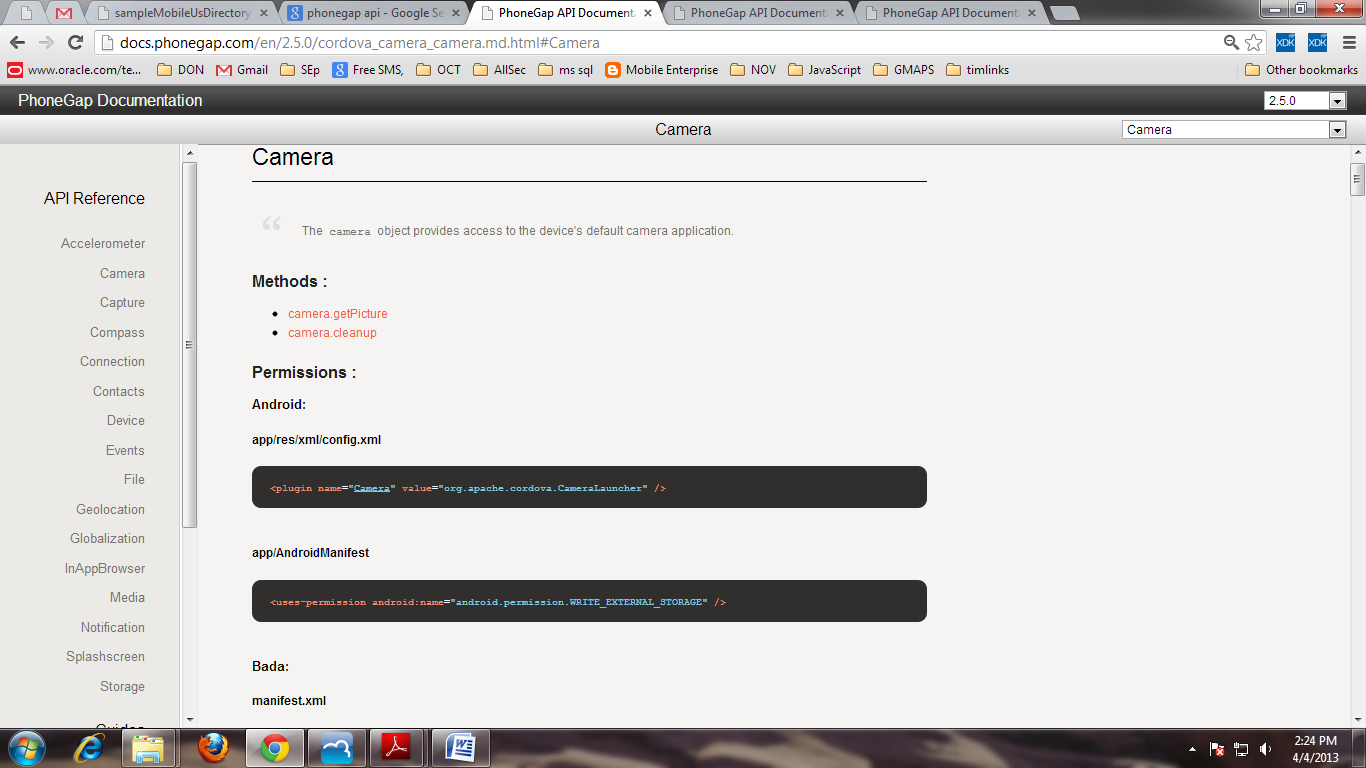 sampleMobileUsDirectory
phonegap api - Google Se
PhoneGap API Documenta
PhoneGap API Documenta
PhoneGap API Documenta
docs.phonegap.com/en/2.5.0/cordova_camera_camera.md.html#Camera
XDK
XDK
www.oracle.com/te...
DON
Gmail
SEp
Free SMS,
OCT
AllSec
ms sql
Mobile Enterprise
NOV
JavaScript
GMAPS
timlinks
Other bookmarks
PhoneGap Documentation
2.5.0
Camera
Camera
API Reference
Accelerometer
Camera
Capture
Compass
Connection
Contacts
Device
Events
File
Geolocation
Globalization
InAppBrowser
Media
Notification
Splashscreen
Storage
Guides
Camera
“ The camera object provides access to the device's default camera application.
Methods :
camera.getPicture
camera.cleanup
Permissions :
Android:
app/res/xml/config.xml
<plugin name="Camera" value="org.apache.cordova.CameraLauncher" />
app/AndroidManifest
<uses-permission android:name="android.permission.WRITE_EXTERNAL_STORAGE" />
Bada:
manifest.xml
2:24 PM
4/4/2013